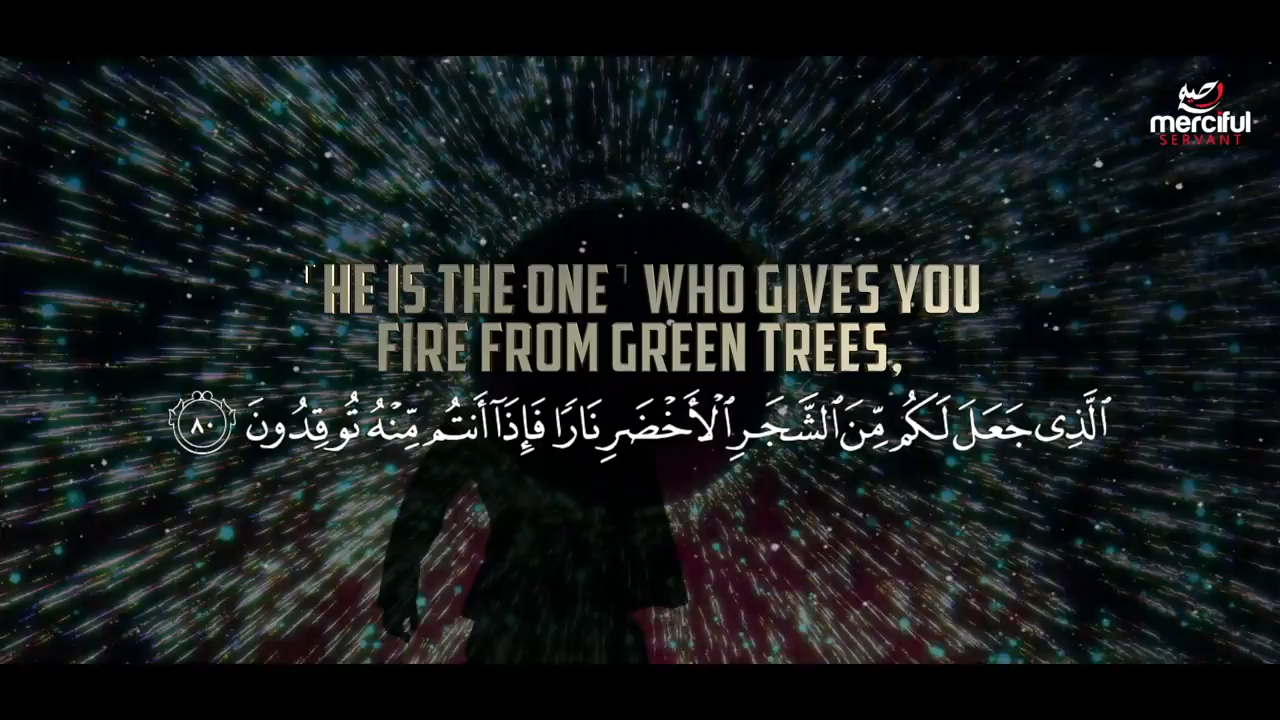 merciful
SERVANT
˹HE IS THE ONE˺ WHO GIVES YOU
FIRE FROM GREEN TREES,
ٱلَّذِى جَعَلَ لَكُم مِّنَ ٱلشَّجَرِ ٱلْأَخْضَرِ نَارًا فَإِذَآ أَنتُم مِّنْهُ تُوقِدُونَ ٨٠